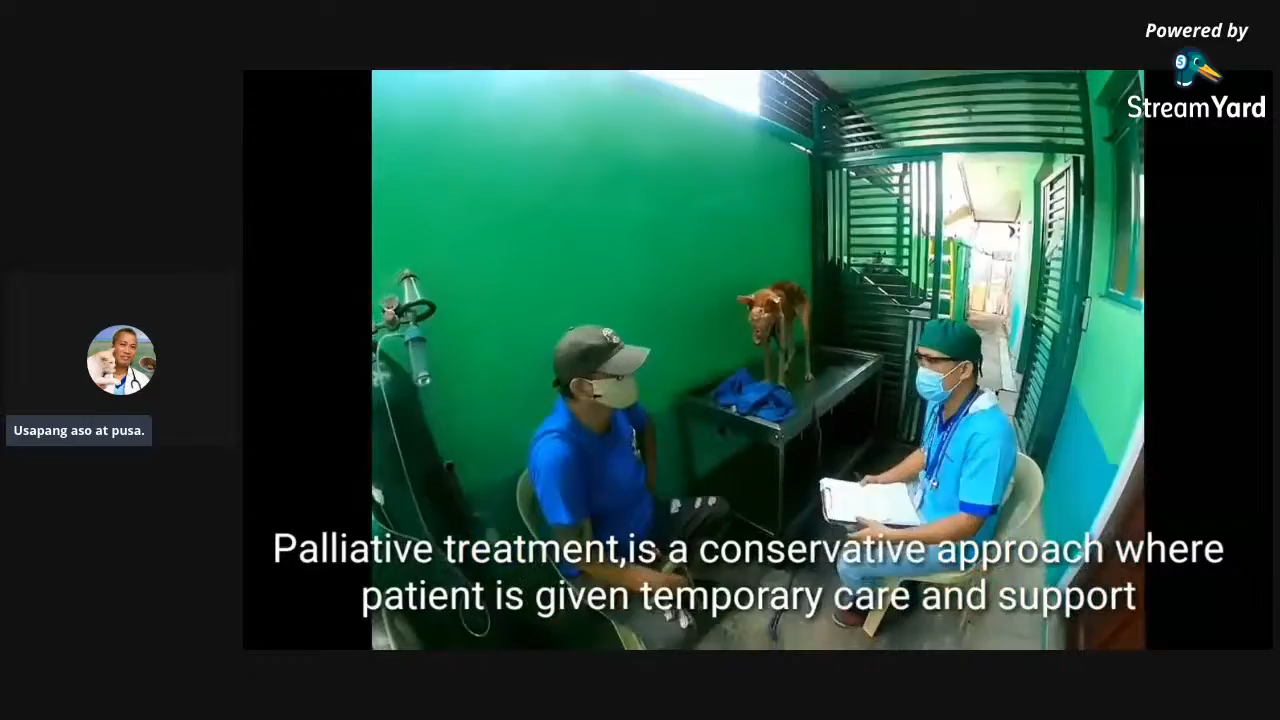 Powered by
StreamYard
Usapang aso at pusa.
Palliative treatment,is a conservative approach where
patient is given temporary care and support